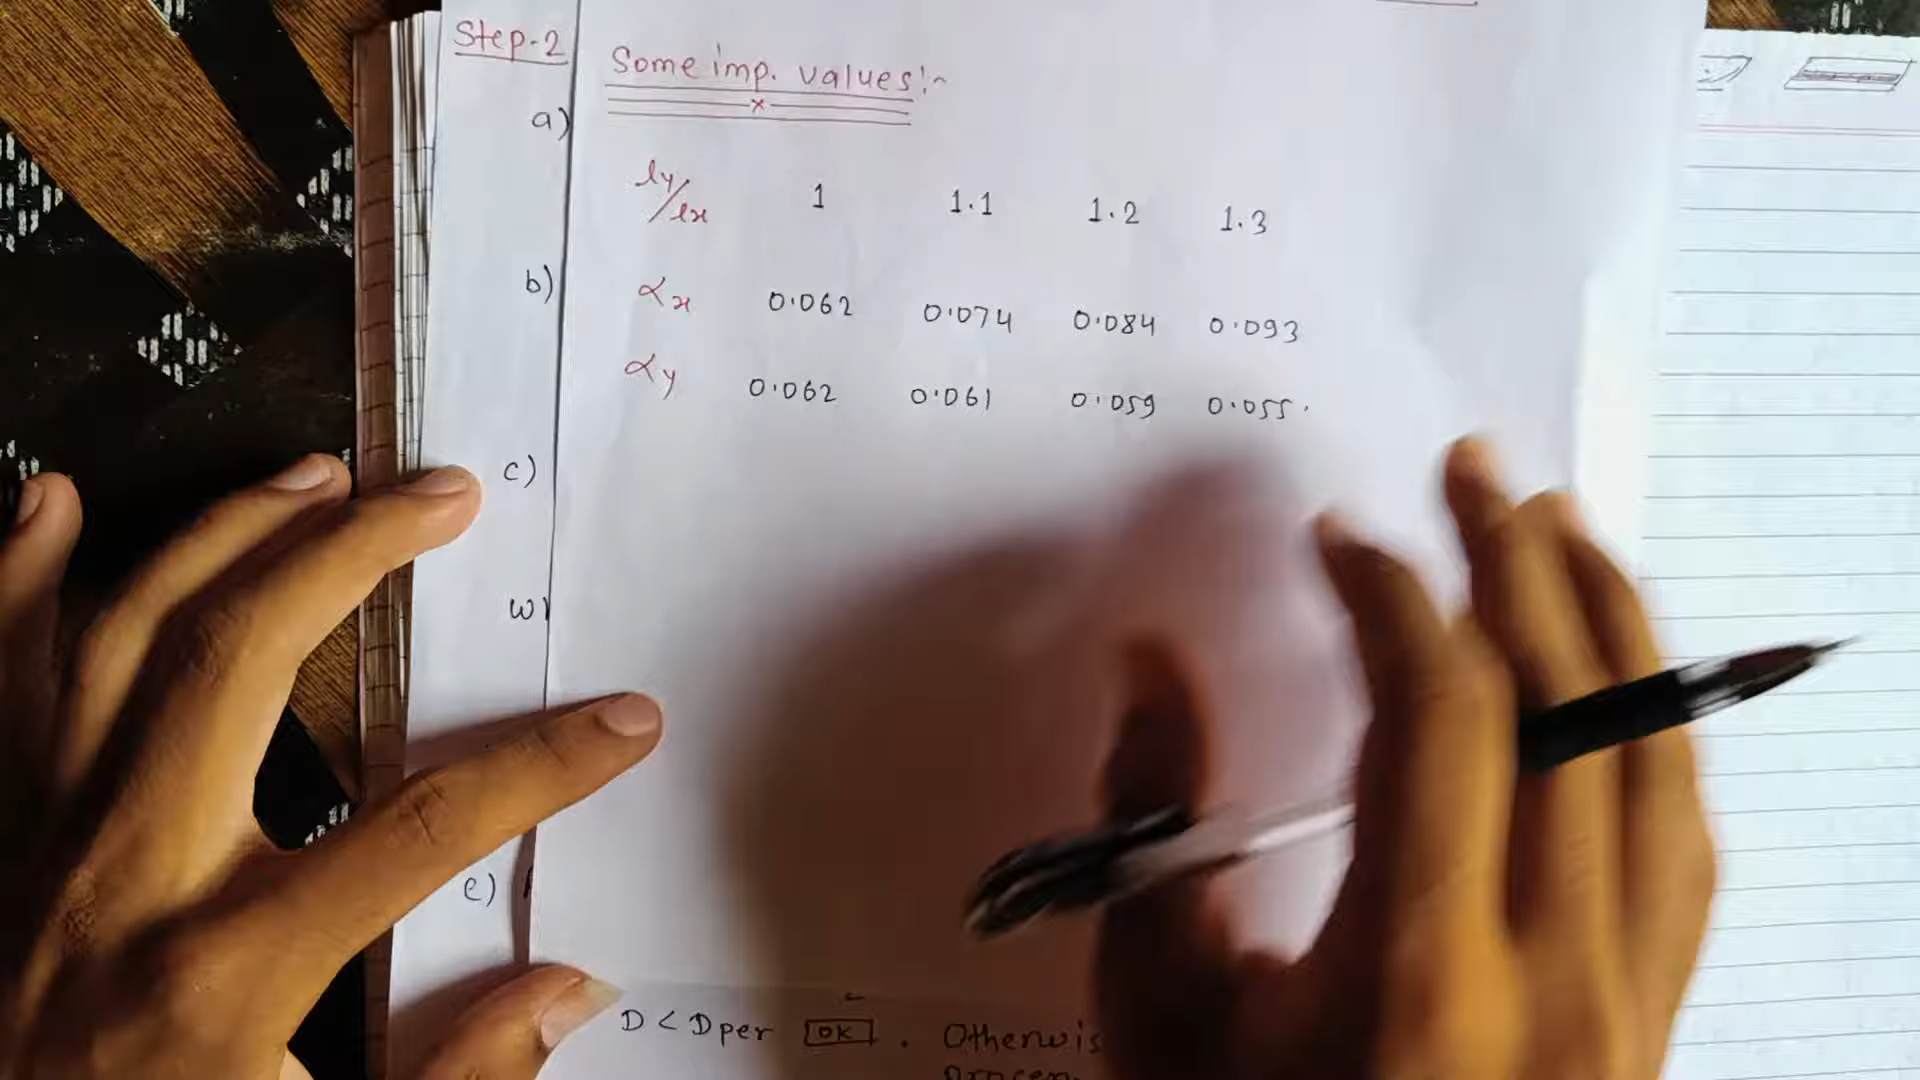 Step-2
Some imp. values:~
x
a)
ly/lx 1 1.1 1.2 1.3
b)
αx 0.062 0.074 0.084 0.093
αy 0.062 0.061 0.059 0.055.
c)
w)
e)
D < Dper OK . Otherwis